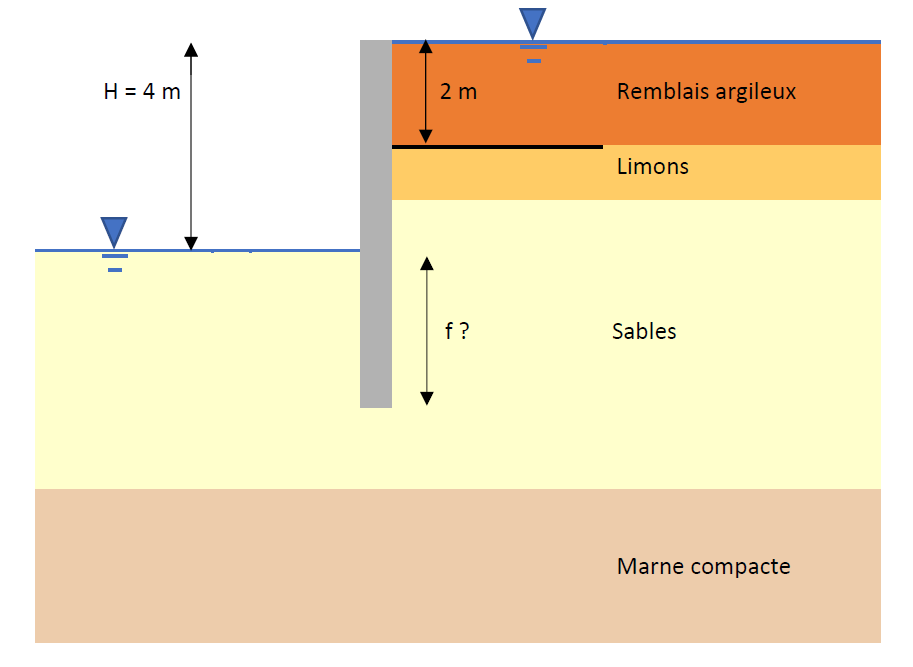 H = 4 m
2 m
Remblais argileux
Limons
f ?
Sables
Marne compacte